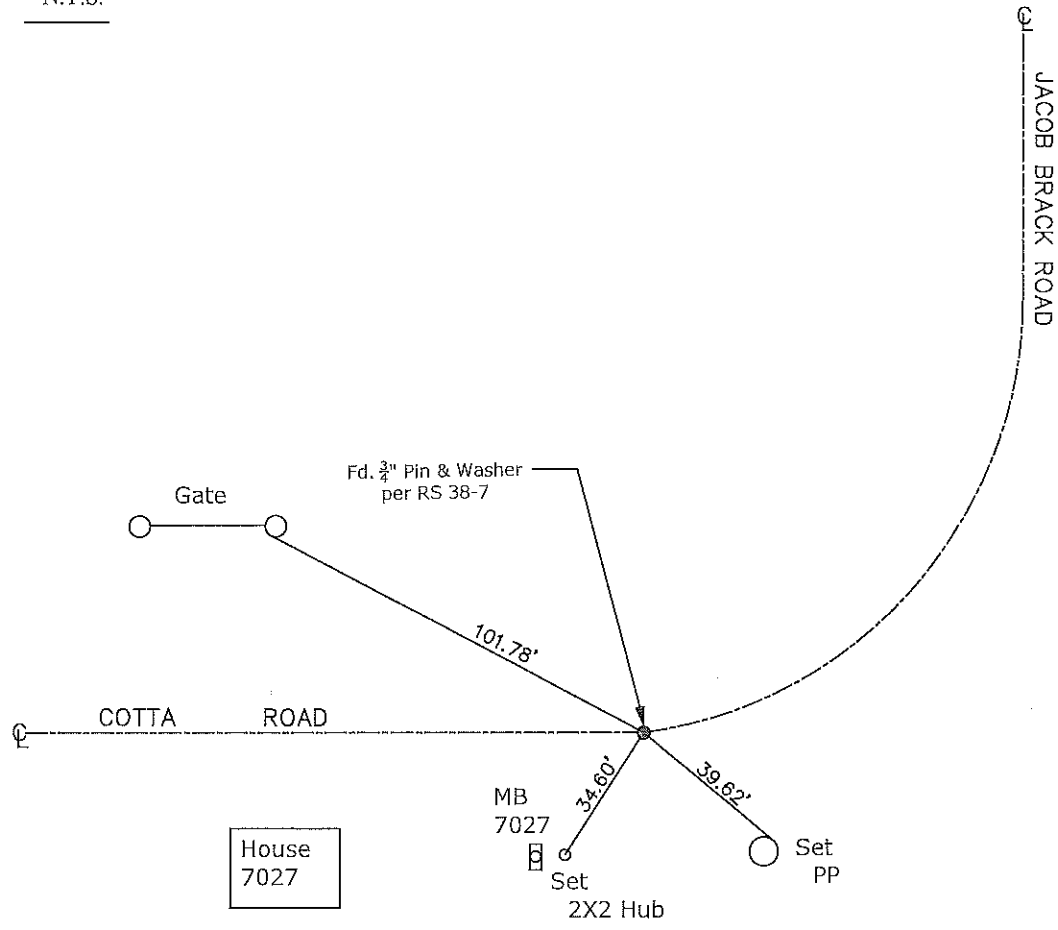 N.T.S.
℄
JACOB BRACK ROAD
Fd. ¾" Pin & Washer
per RS 38-7
Gate
101.78'
℄
COTTA ROAD
34.60'
39.62'
MB
7027
House
7027
Set
2X2 Hub
Set
PP